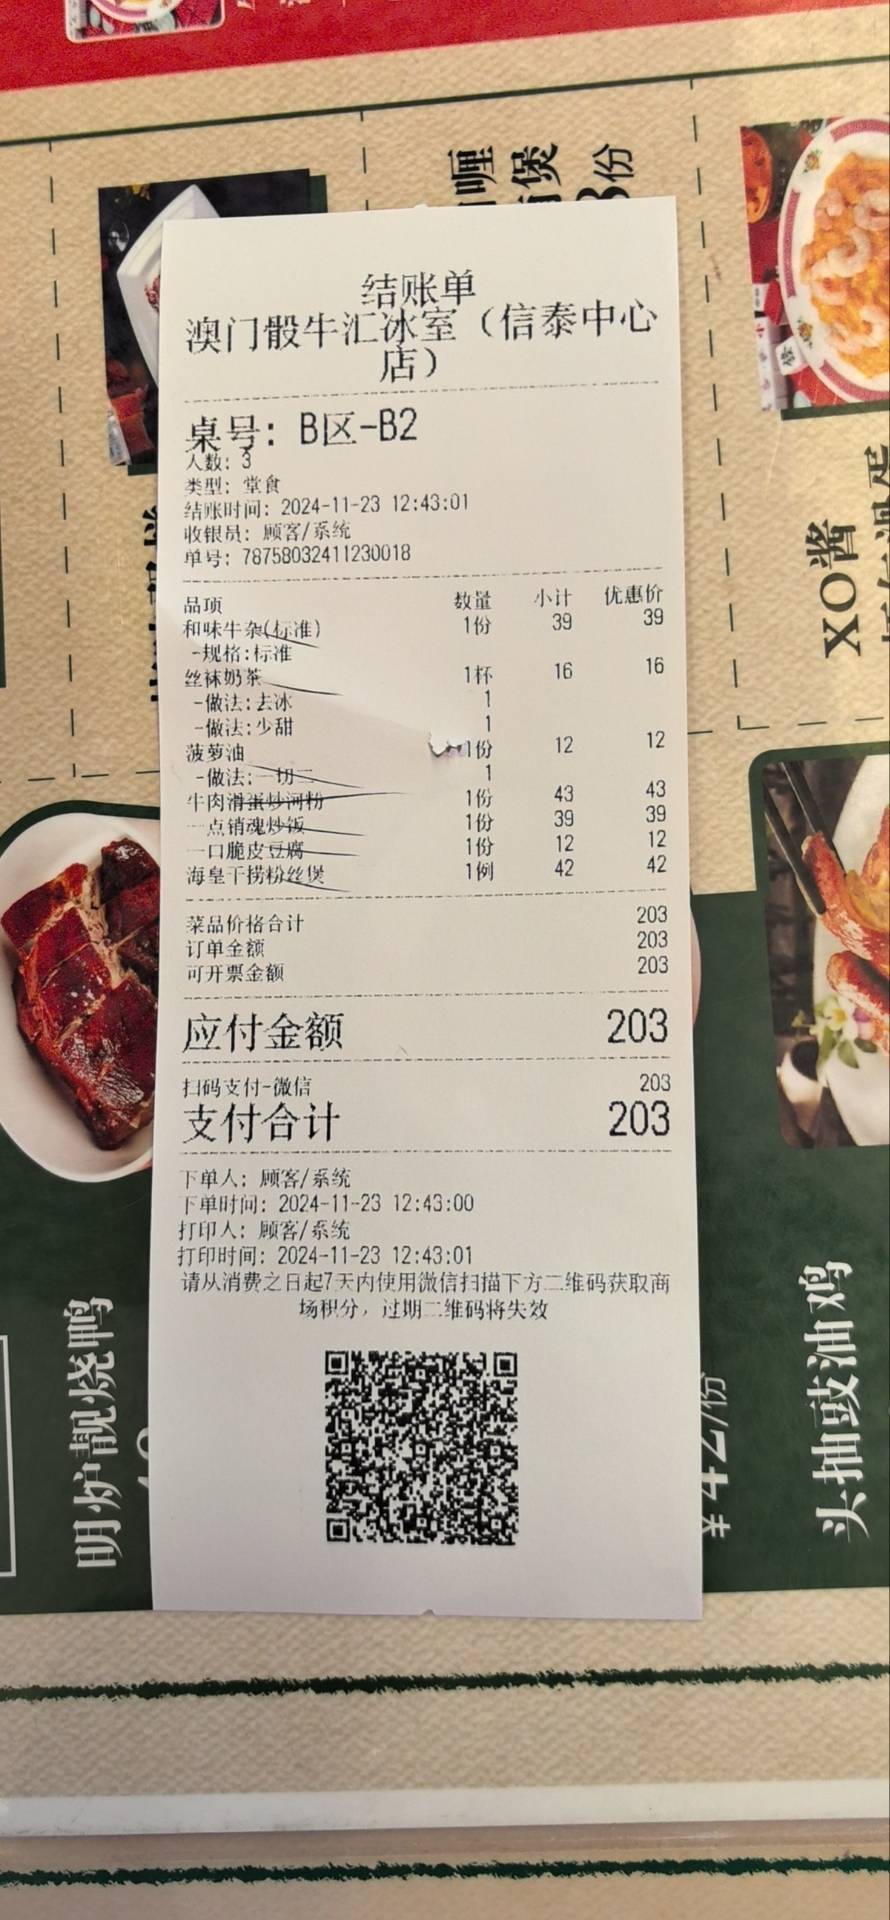 结账单
澳门骰牛汇冰室（信泰中心
店）
桌号: B区-B2
人数: 3
类型: 堂食
结账时间: 2024-11-23 12:43:01
收银员: 顾客/系统
单号: 78758032411230018
品项 数量 小计 优惠价
和味牛杂(标准) 1份 39 39
-规格:标准
丝袜奶茶 1杯 16 16
-做法:去冰 1
-做法:少甜 1
菠萝油 1份 12 12
-做法:一切二 1
牛肉滑蛋炒河粉 1份 43 43
一点销魂炒饭 1份 39 39
一口脆皮豆腐 1份 12 12
海皇干捞粉丝煲 1例 42 42
菜品价格合计 203
订单金额 203
可开票金额 203
应付金额 203
扫码支付-微信 203
支付合计 203
下单人: 顾客/系统
下单时间: 2024-11-23 12:43:00
打印人: 顾客/系统
打印时间: 2024-11-23 12:43:01
请从消费之日起7天内使用微信扫描下方二维码获取商
场积分，过期二维码将失效
明炉靓烧鸭
头抽豉油鸡
¥42/份
XO酱
煲
份